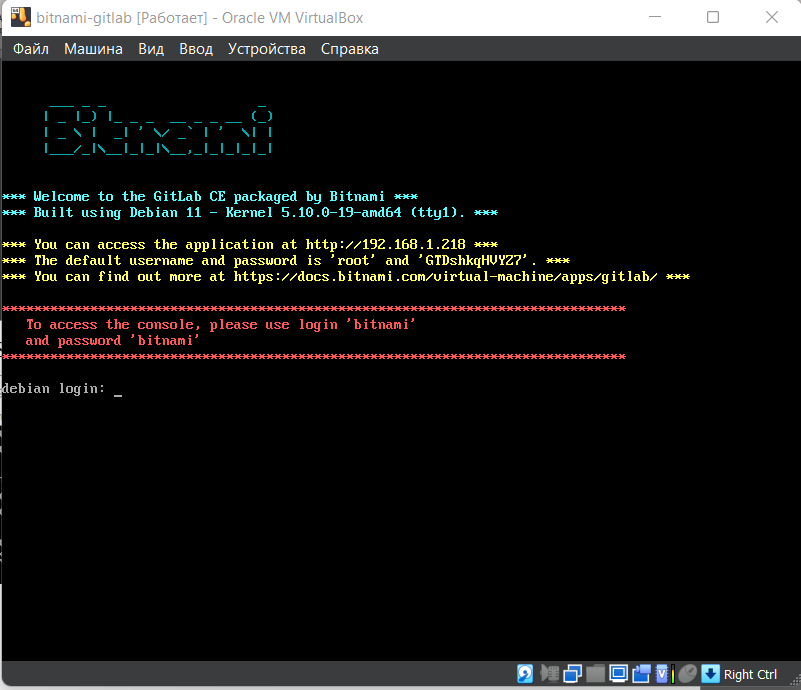 bitnami-gitlab [Работает] - Oracle VM VirtualBox
Файл Машина Вид Ввод Устройства Справка
Bitnami
*** Welcome to the GitLab CE packaged by Bitnami ***
*** Built using Debian 11 - Kernel 5.10.0-19-amd64 (tty1). ***
*** You can access the application at http://192.168.1.218 ***
*** The default username and password is 'root' and 'GTDshkqHVYZ7'. ***
*** You can find out more at https://docs.bitnami.com/virtual-machine/apps/gitlab/ ***
******************************************************************************
To access the console, please use login 'bitnami'
and password 'bitnami'
******************************************************************************
debian login: _
Right Ctrl